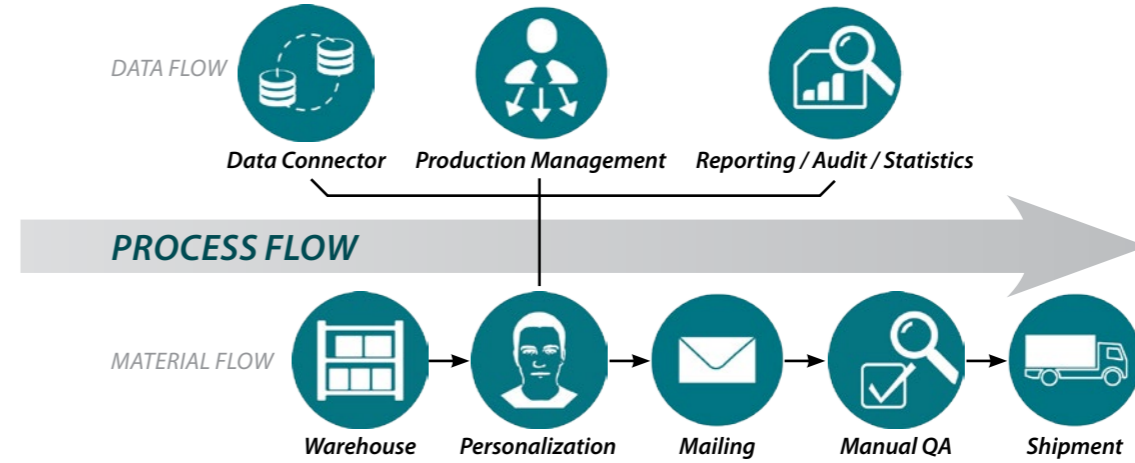 DATA FLOW
Data Connector
Production Management
Reporting / Audit / Statistics
PROCESS FLOW
MATERIAL FLOW
Warehouse
Personalization
Mailing
Manual QA
Shipment